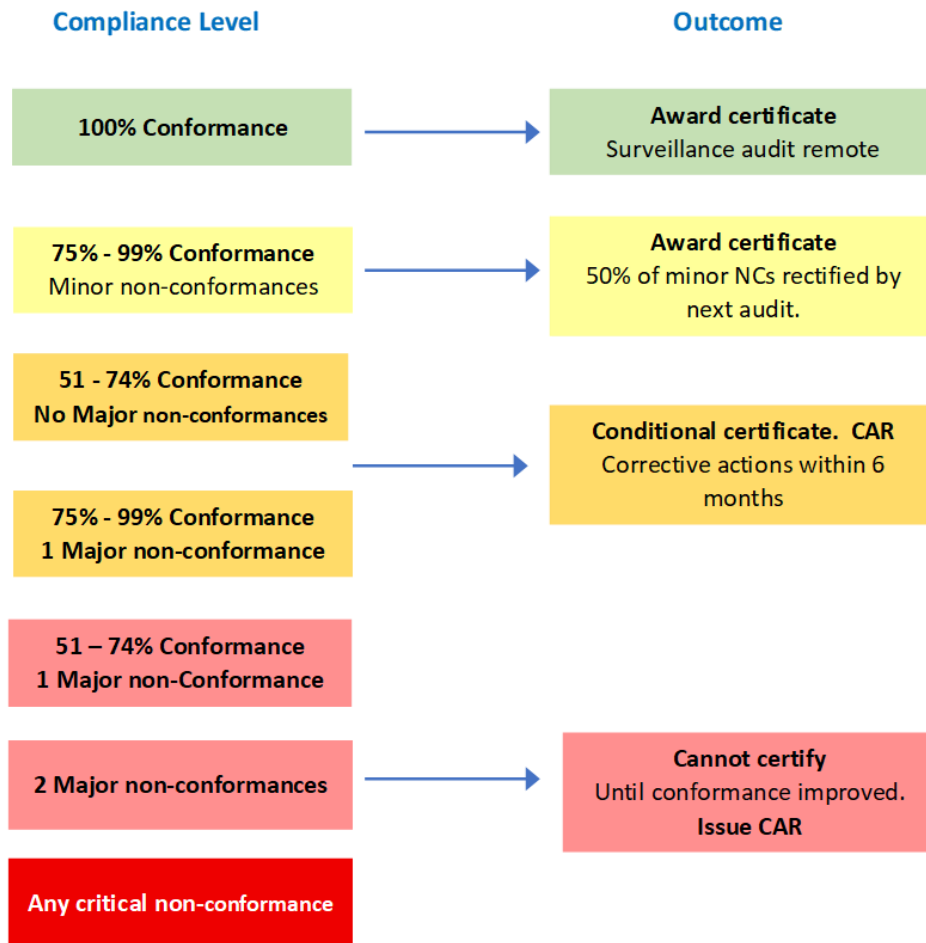 Compliance Level
Outcome
100% Conformance
Award certificate
Surveillance audit remote
75% - 99% Conformance
Minor non-conformances
Award certificate
50% of minor NCs rectified by
next audit.
51 - 74% Conformance
No Major non-conformances
75% - 99% Conformance
1 Major non-conformance
Conditional certificate.  CAR
Corrective actions within 6
months
51 – 74% Conformance
1 Major non-Conformance
2 Major non-conformances
Any critical non-conformance
Cannot certify
Until conformance improved.
Issue CAR